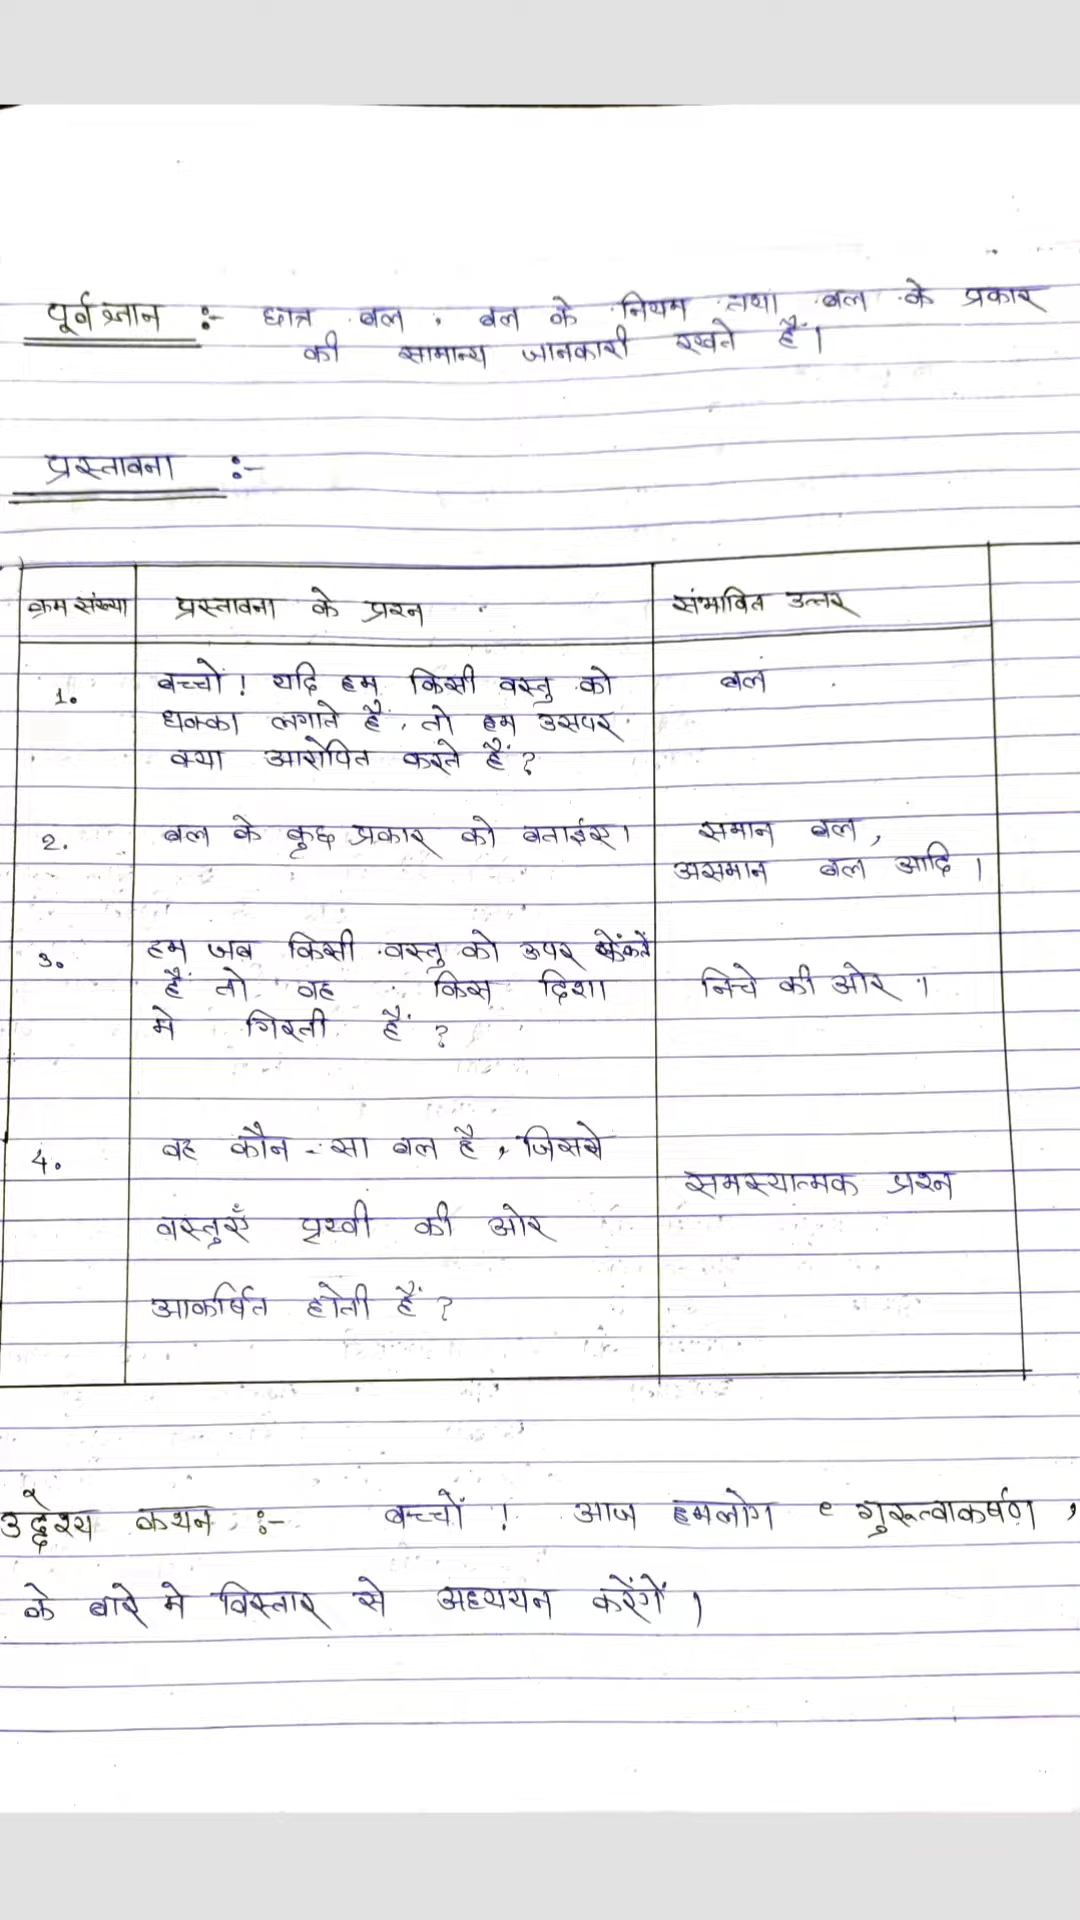 पूर्व ज्ञान :- छात्र बल, बल के नियम तथा बल के प्रकार
की सामान्य जानकारी रखते हैं।
प्रस्तावना :-
क्रम संख्या प्रस्तावना के प्रश्न संभावित उत्तर
1. बच्चों! यदि हम किसी वस्तु को बल
धक्का लगाते हैं, तो हम उसपर
क्या आरोपित करते हैं?
2. बल के कुछ प्रकार को बताईए। समान बल,
असमान बल आदि।
3. हम जब किसी वस्तु को उपर फेंकतें
हैं तो वह किस दिशा निचे की ओर।
मे गिरती हैं?
4. वह कौन-सा बल है, जिससे
समस्यात्मक प्रश्न
वस्तुएँ पृथ्वी की ओर
आकर्षित होती हैं?
उद्देश्य कथन :- बच्चों! आज हमलोग 'गुरुत्वाकर्षण'
के बारे मे विस्तार से अध्ययन करेंगें।